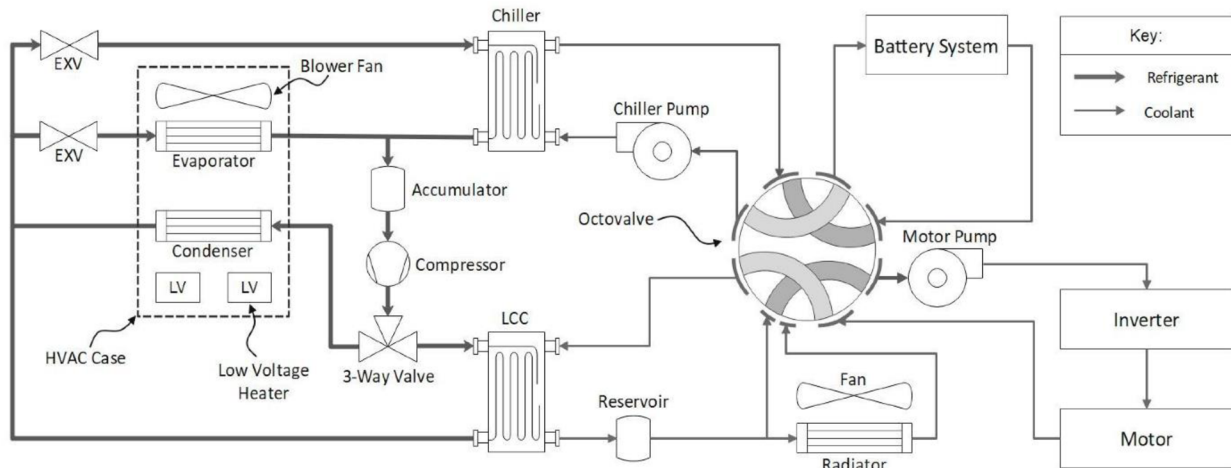 Chiller
EXV
Blower Fan
Battery System
Key:
Refrigerant
Coolant
EXV
Evaporator
Chiller Pump
Accumulator
Octovalve
Motor Pump
Condenser
Compressor
LV
LV
LCC
Inverter
HVAC Case
Low Voltage
Heater
3-Way Valve
Reservoir
Fan
Radiator
Motor